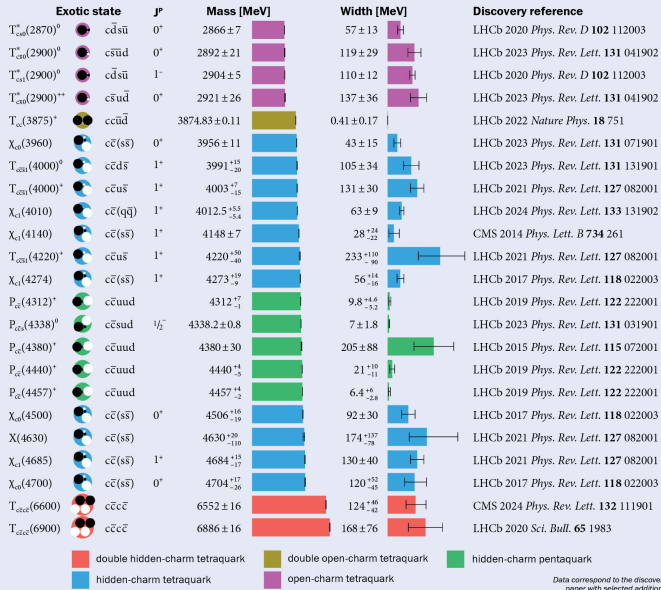 Exotic state Jᴾ Mass [MeV] Width [MeV] Discovery reference
T*cs0(2870)⁰ cd̄sū 0⁺ 2866 ± 7 57 ± 13 LHCb 2020 Phys. Rev. D 102 112003
T*cs̄0(2900)⁰ cs̄ūd 0⁺ 2892 ± 21 119 ± 29 LHCb 2023 Phys. Rev. Lett. 131 041902
T*cs1(2900)⁰ cd̄sū 1⁻ 2904 ± 5 110 ± 12 LHCb 2020 Phys. Rev. D 102 112003
T*cs̄0(2900)⁺⁺ cs̄ud̄ 0⁺ 2921 ± 26 137 ± 36 LHCb 2023 Phys. Rev. Lett. 131 041902
Tcc(3875)⁺ ccūd̄ 3874.83 ± 0.11 0.41 ± 0.17 LHCb 2022 Nature Phys. 18 751
χc0(3960) cc̄(ss̄) 0⁺ 3956 ± 11 43 ± 15 LHCb 2023 Phys. Rev. Lett. 131 071901
Tcc̄s̄1(4000)⁰ cc̄ds̄ 1⁺ 3991 +15 −20 105 ± 34 LHCb 2023 Phys. Rev. Lett. 131 131901
Tcc̄s̄1(4000)⁺ cc̄us̄ 1⁺ 4003 +7 −15 131 ± 30 LHCb 2021 Phys. Rev. Lett. 127 082001
χc1(4010) cc̄(qq̄) 1⁺ 4012.5 +5.5 −5.4 63 ± 9 LHCb 2024 Phys. Rev. Lett. 133 131902
χc1(4140) cc̄(ss̄) 1⁺ 4148 ± 7 28 +24 −22 CMS 2014 Phys. Lett. B 734 261
Tcc̄s̄1(4220)⁺ cc̄us̄ 1⁺ 4220 +50 −40 233 +110 −90 LHCb 2021 Phys. Rev. Lett. 127 082001
χc1(4274) cc̄(ss̄) 1⁺ 4273 +19 −9 56 +14 −16 LHCb 2017 Phys. Rev. Lett. 118 022003
Pcc̄(4312)⁺ cc̄uud 4312 +7 −1 9.8 +4.6 −5.2 LHCb 2019 Phys. Rev. Lett. 122 222001
Pcc̄s(4338)⁰ cc̄sud 1/2⁻ 4338.2 ± 0.8 7 ± 1.8 LHCb 2023 Phys. Rev. Lett. 131 031901
Pcc̄(4380)⁺ cc̄uud 4380 ± 30 205 ± 88 LHCb 2015 Phys. Rev. Lett. 115 072001
Pcc̄(4440)⁺ cc̄uud 4440 +4 −5 21 +10 −11 LHCb 2019 Phys. Rev. Lett. 122 222001
Pcc̄(4457)⁺ cc̄uud 4457 +4 −2 6.4 +6 −2.8 LHCb 2019 Phys. Rev. Lett. 122 222001
χc0(4500) cc̄(ss̄) 0⁺ 4506 +16 −19 92 ± 30 LHCb 2017 Phys. Rev. Lett. 118 022003
X(4630) cc̄(ss̄) 4630 +20 −110 174 +137 −78 LHCb 2021 Phys. Rev. Lett. 127 082001
χc1(4685) cc̄(ss̄) 1⁺ 4684 +15 −17 130 ± 40 LHCb 2021 Phys. Rev. Lett. 127 082001
χc0(4700) cc̄(ss̄) 0⁺ 4704 +17 −26 120 +52 −45 LHCb 2017 Phys. Rev. Lett. 118 022003
Tcc̄cc̄(6600) cc̄cc̄ 6552 ± 16 124 +46 −42 CMS 2024 Phys. Rev. Lett. 132 111901
Tcc̄cc̄(6900) cc̄cc̄ 6886 ± 16 168 ± 76 LHCb 2020 Sci. Bull. 65 1983
double hidden-charm tetraquark double open-charm tetraquark hidden-charm pentaquark
hidden-charm tetraquark open-charm tetraquark
Data correspond to the discove
paper with selected addition